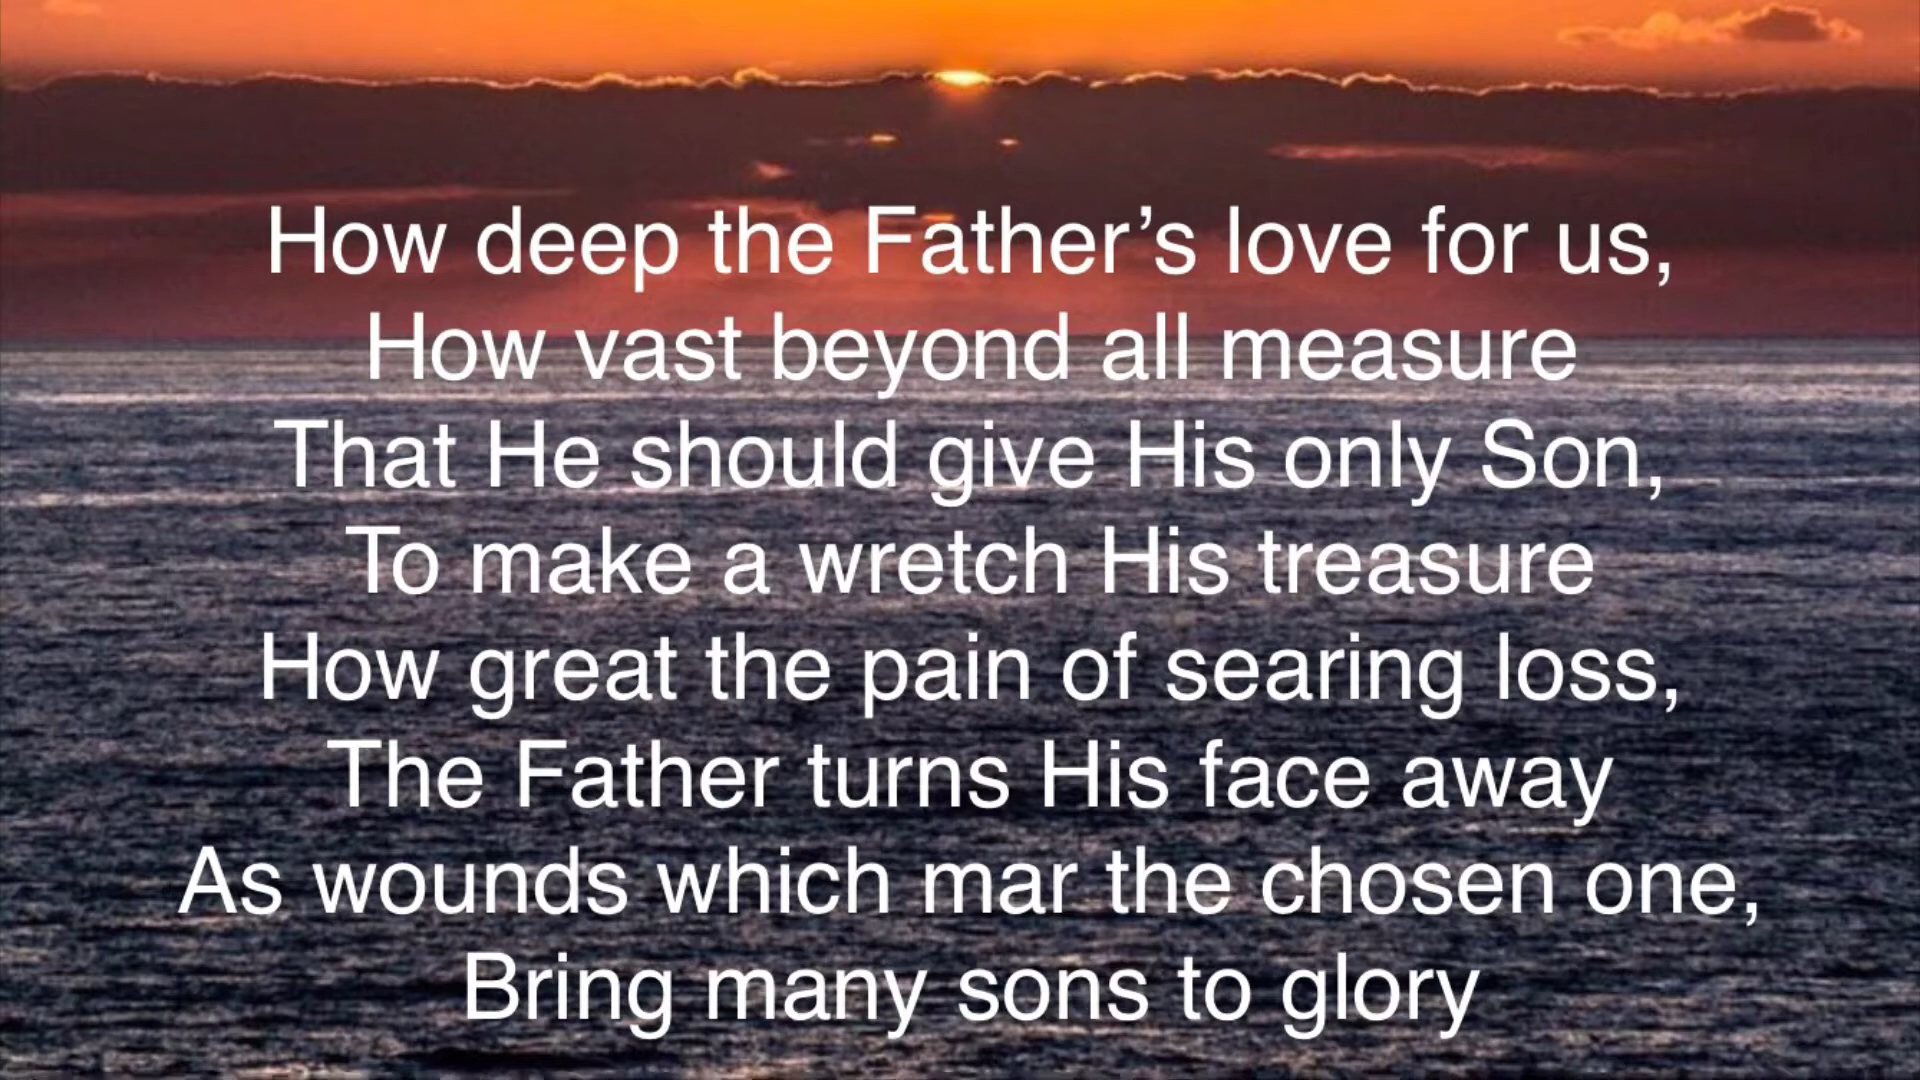 How deep the Father’s love for us,
How vast beyond all measure
That He should give His only Son,
To make a wretch His treasure
How great the pain of searing loss,
The Father turns His face away
As wounds which mar the chosen one,
Bring many sons to glory